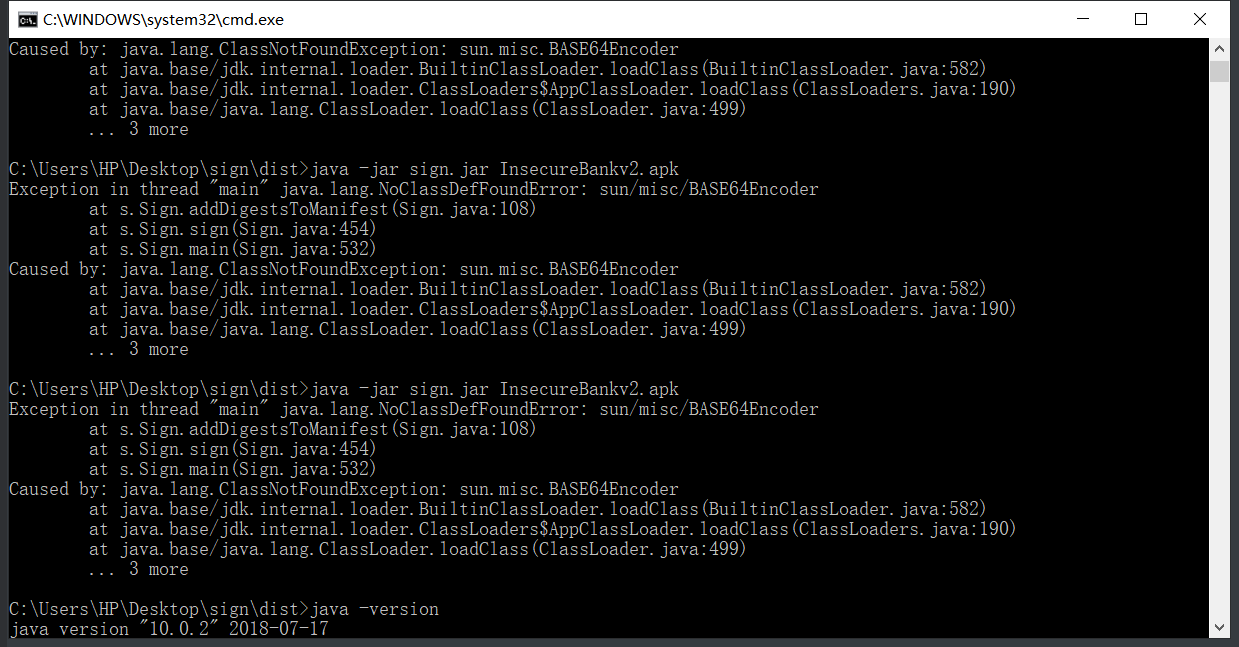 C:\WINDOWS\system32\cmd.exe
Caused by: java.lang.ClassNotFoundException: sun.misc.BASE64Encoder
        at java.base/jdk.internal.loader.BuiltinClassLoader.loadClass(BuiltinClassLoader.java:582)
        at java.base/jdk.internal.loader.ClassLoaders$AppClassLoader.loadClass(ClassLoaders.java:190)
        at java.base/java.lang.ClassLoader.loadClass(ClassLoader.java:499)
        ... 3 more
C:\Users\HP\Desktop\sign\dist>java -jar sign.jar InsecureBankv2.apk
Exception in thread "main" java.lang.NoClassDefFoundError: sun/misc/BASE64Encoder
        at s.Sign.addDigestsToManifest(Sign.java:108)
        at s.Sign.sign(Sign.java:454)
        at s.Sign.main(Sign.java:532)
Caused by: java.lang.ClassNotFoundException: sun.misc.BASE64Encoder
        at java.base/jdk.internal.loader.BuiltinClassLoader.loadClass(BuiltinClassLoader.java:582)
        at java.base/jdk.internal.loader.ClassLoaders$AppClassLoader.loadClass(ClassLoaders.java:190)
        at java.base/java.lang.ClassLoader.loadClass(ClassLoader.java:499)
        ... 3 more
C:\Users\HP\Desktop\sign\dist>java -jar sign.jar InsecureBankv2.apk
Exception in thread "main" java.lang.NoClassDefFoundError: sun/misc/BASE64Encoder
        at s.Sign.addDigestsToManifest(Sign.java:108)
        at s.Sign.sign(Sign.java:454)
        at s.Sign.main(Sign.java:532)
Caused by: java.lang.ClassNotFoundException: sun.misc.BASE64Encoder
        at java.base/jdk.internal.loader.BuiltinClassLoader.loadClass(BuiltinClassLoader.java:582)
        at java.base/jdk.internal.loader.ClassLoaders$AppClassLoader.loadClass(ClassLoaders.java:190)
        at java.base/java.lang.ClassLoader.loadClass(ClassLoader.java:499)
        ... 3 more
C:\Users\HP\Desktop\sign\dist>java -version
java version "10.0.2" 2018-07-17